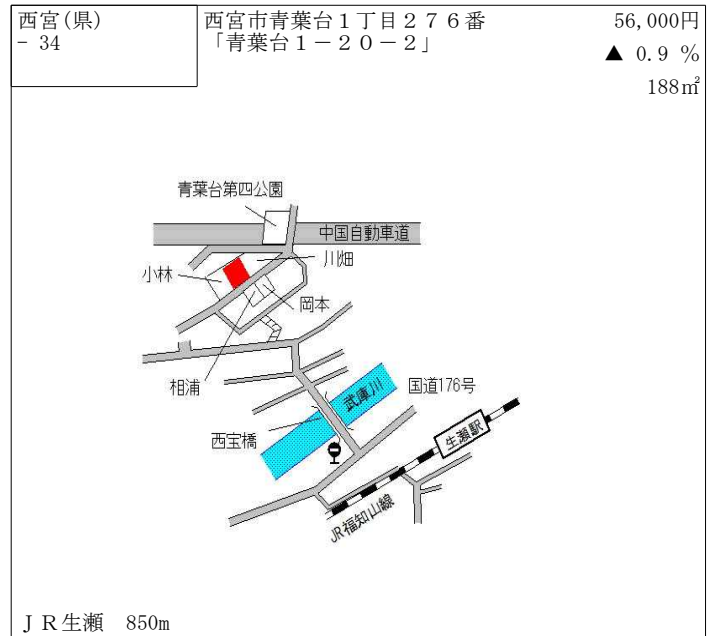 西宮(県)
- 34
西宮市青葉台１丁目２７６番
「青葉台１－２０－２」
56,000円
▲ 0.9 %
188㎡
青葉台第四公園
中国自動車道
川畑
小林
岡本
相浦
武庫川
国道176号
西宝橋
生瀬駅
JR福知山線
ＪＲ生瀬　850m